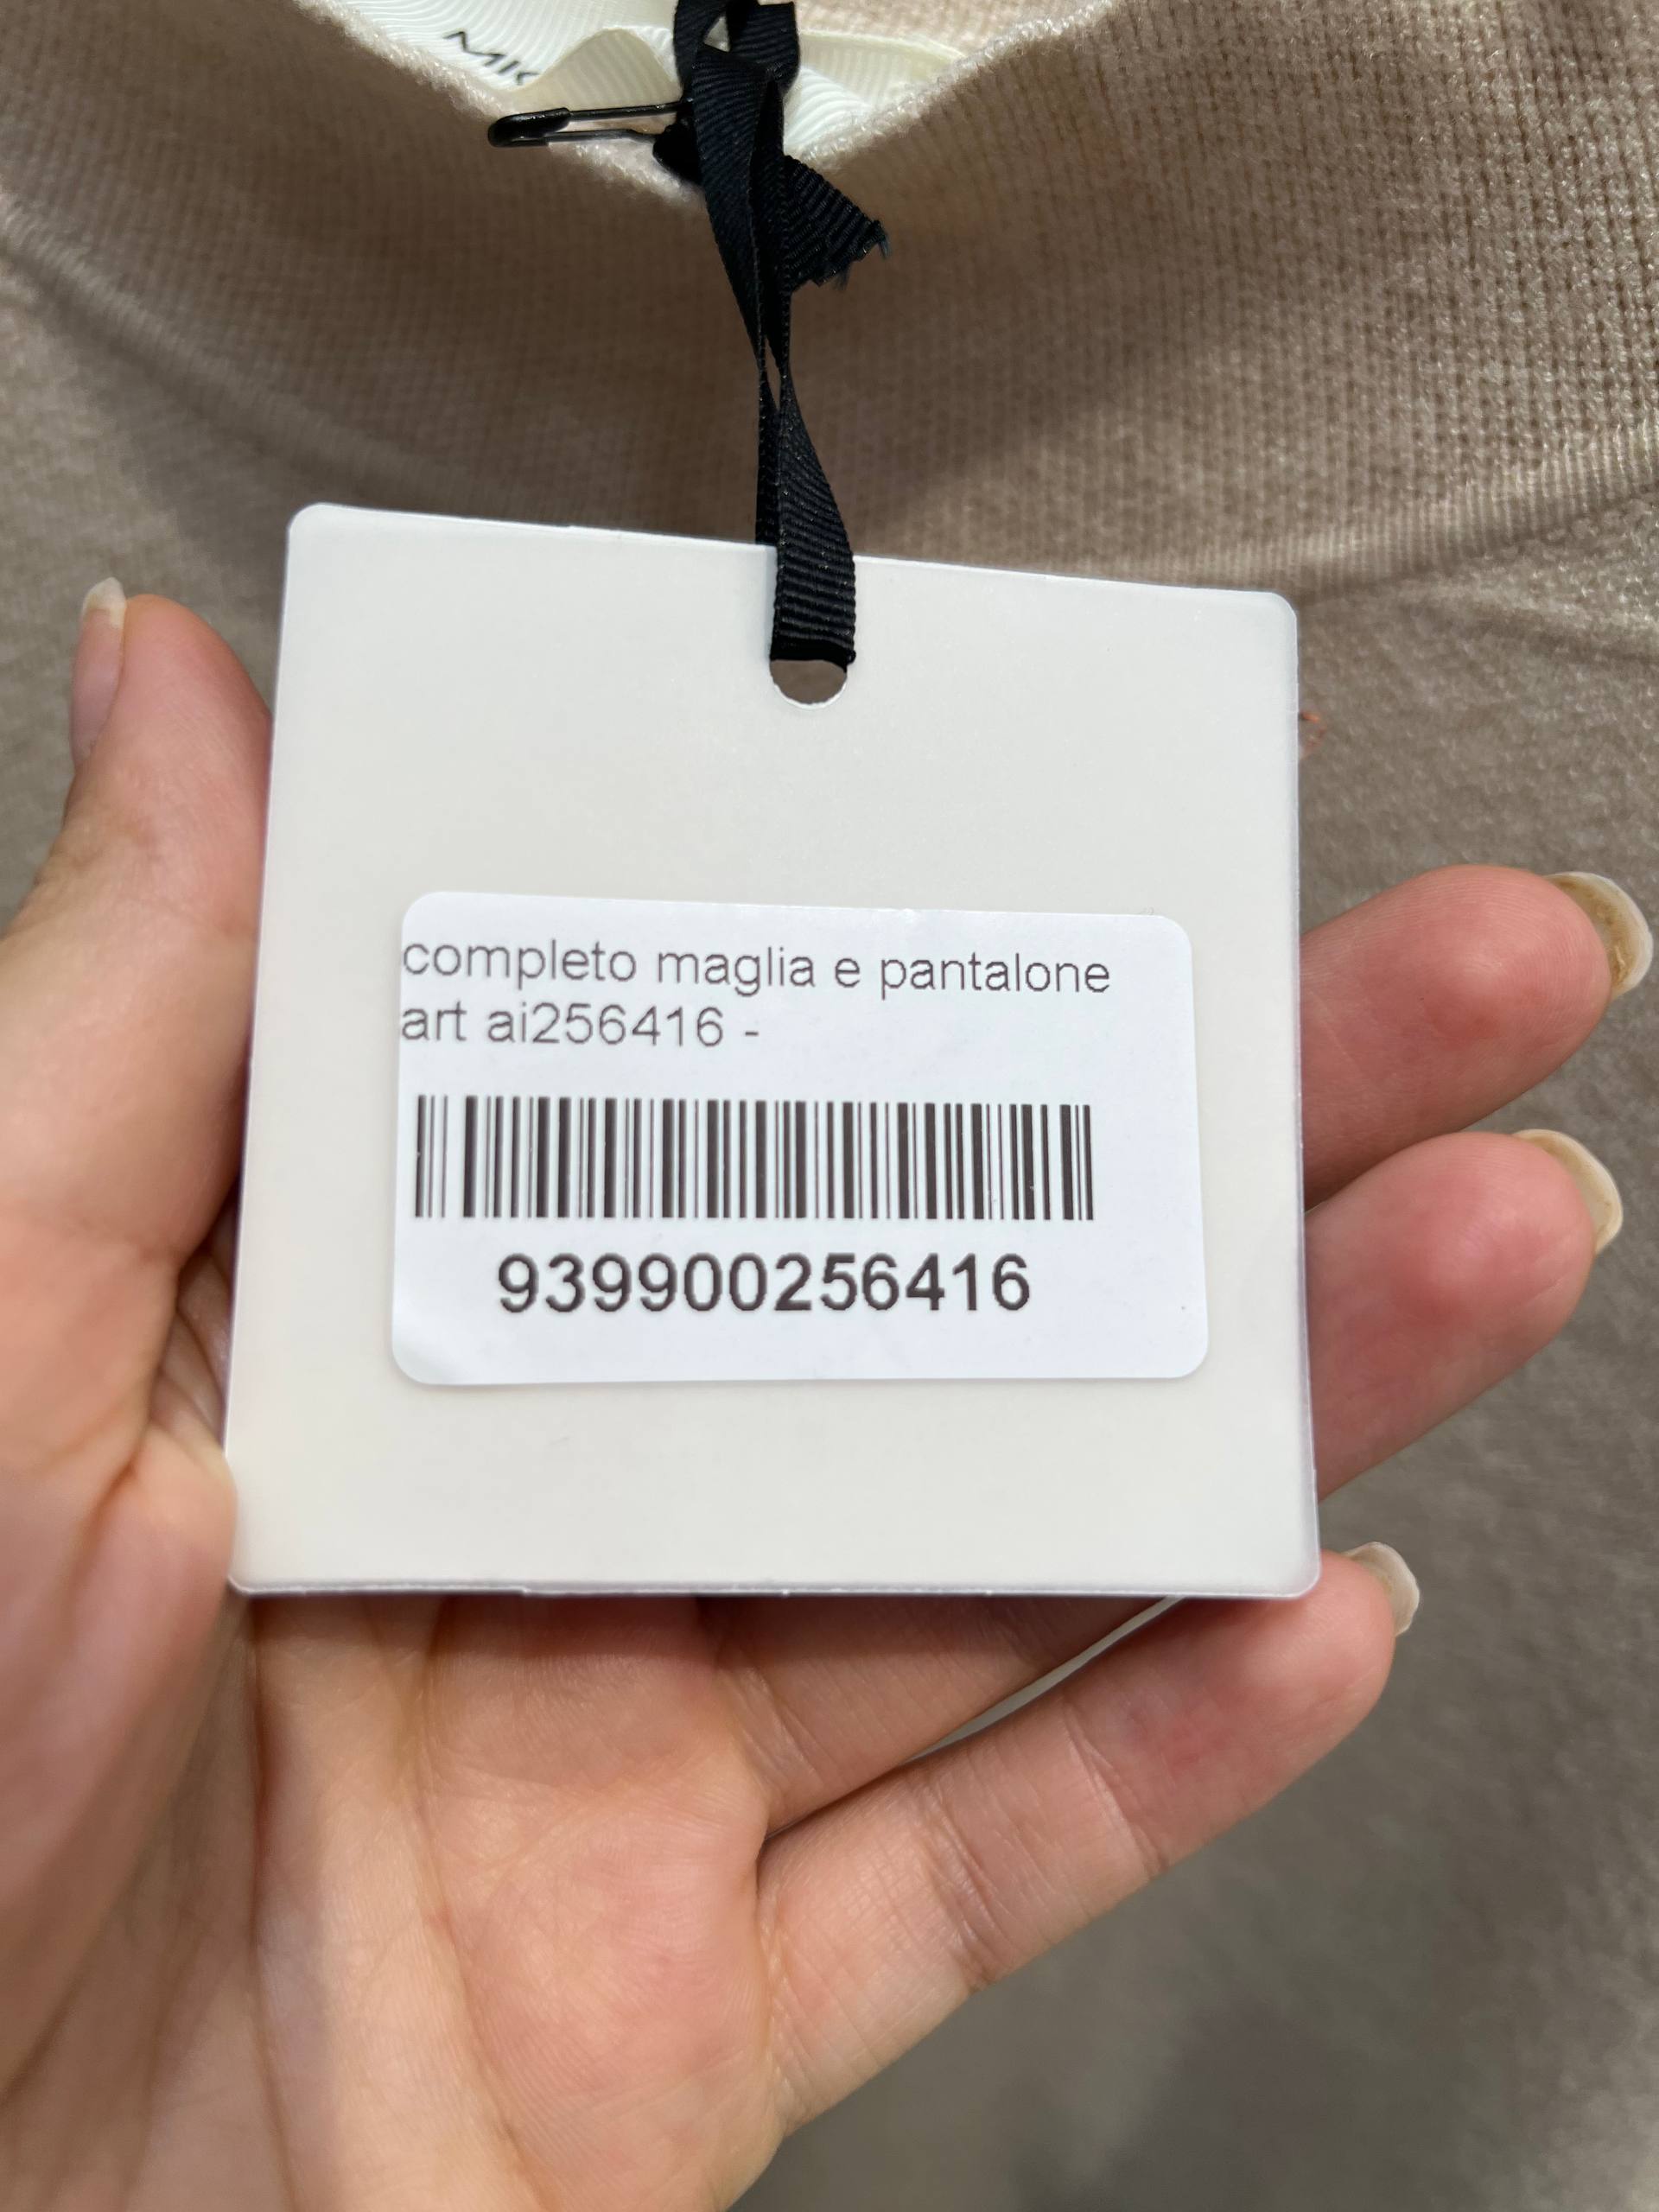 completo maglia e pantalone
art ai256416 -
939900256416